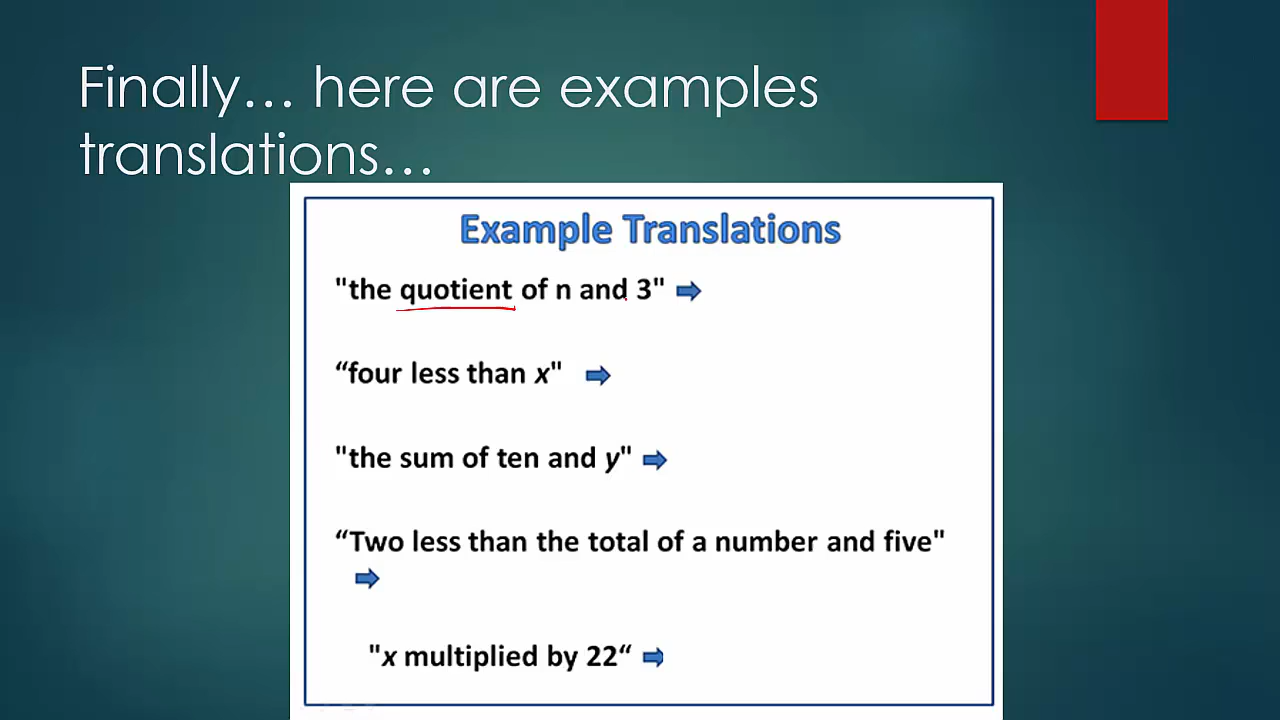 Finally… here are examples
translations…
Example Translations
"the quotient of n and 3"
“four less than x"
"the sum of ten and y"
“Two less than the total of a number and five"
"x multiplied by 22“